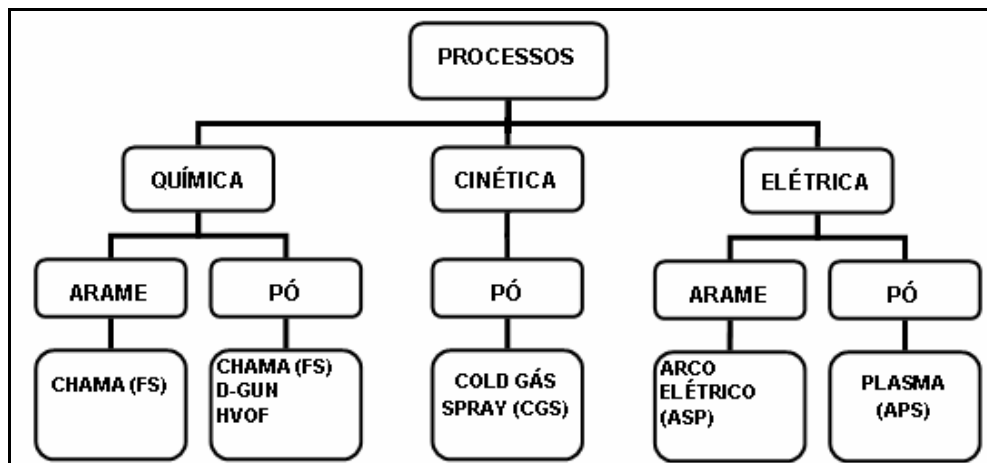 PROCESSOS
QUÍMICA
CINÉTICA
ELÉTRICA
ARAME
PÓ
PÓ
ARAME
PÓ
CHAMA (FS)
CHAMA (FS)
D-GUN
HVOF
COLD GÁS
SPRAY (CGS)
ARCO
ELÉTRICO
(ASP)
PLASMA
(APS)